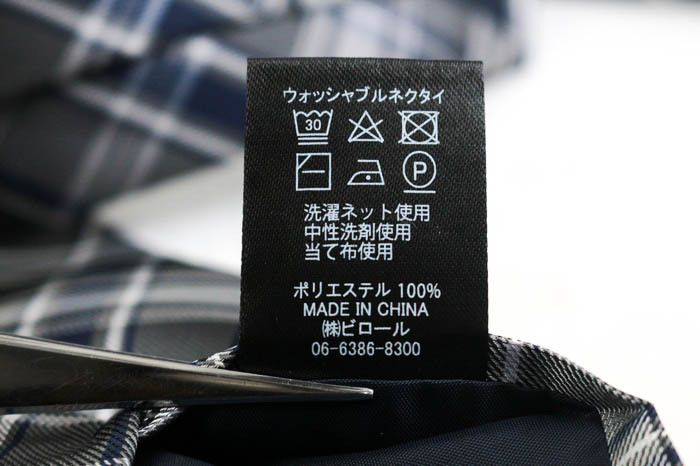 ウォッシャブルネクタイ
30
P
洗濯ネット使用
中性洗剤使用
当て布使用
ポリエステル 100%
MADE IN CHINA
㈱ビロール
06-6386-8300